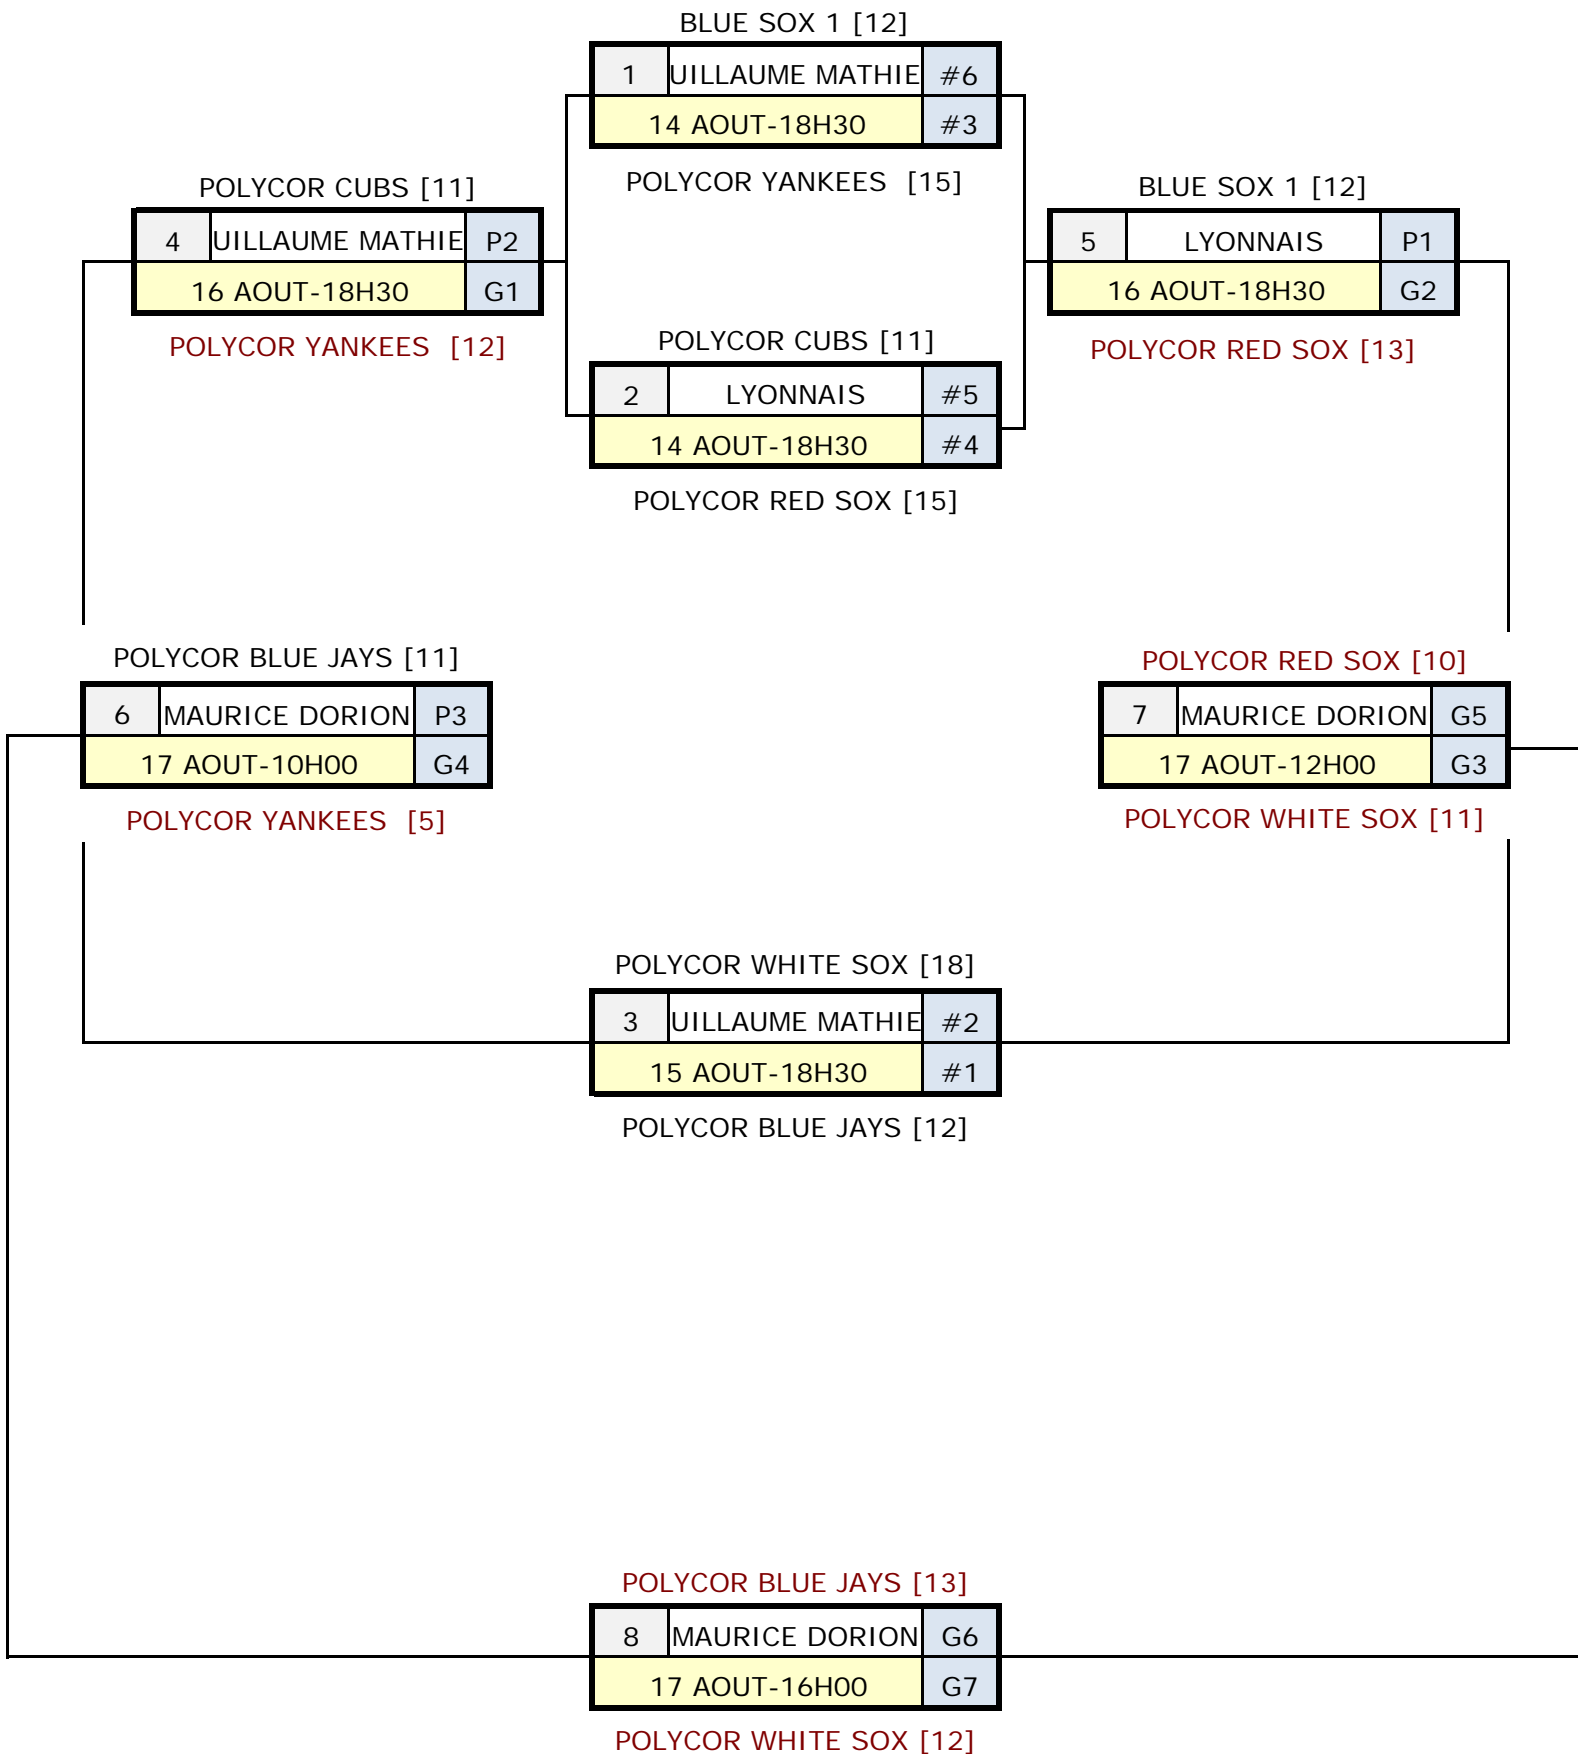 BLUE SOX 1 [12]
1 UILLAUME MATHIE #6
14 AOUT-18H30 #3
POLYCOR YANKEES [15]
POLYCOR CUBS [11]
4 UILLAUME MATHIE P2
16 AOUT-18H30 G1
POLYCOR YANKEES [12]
BLUE SOX 1 [12]
5 LYONNAIS P1
16 AOUT-18H30 G2
POLYCOR RED SOX [13]
POLYCOR CUBS [11]
2 LYONNAIS #5
14 AOUT-18H30 #4
POLYCOR RED SOX [15]
POLYCOR BLUE JAYS [11]
6 MAURICE DORION P3
17 AOUT-10H00 G4
POLYCOR YANKEES [5]
POLYCOR RED SOX [10]
7 MAURICE DORION G5
17 AOUT-12H00 G3
POLYCOR WHITE SOX [11]
POLYCOR WHITE SOX [18]
3 UILLAUME MATHIE #2
15 AOUT-18H30 #1
POLYCOR BLUE JAYS [12]
POLYCOR BLUE JAYS [13]
8 MAURICE DORION G6
17 AOUT-16H00 G7
POLYCOR WHITE SOX [12]